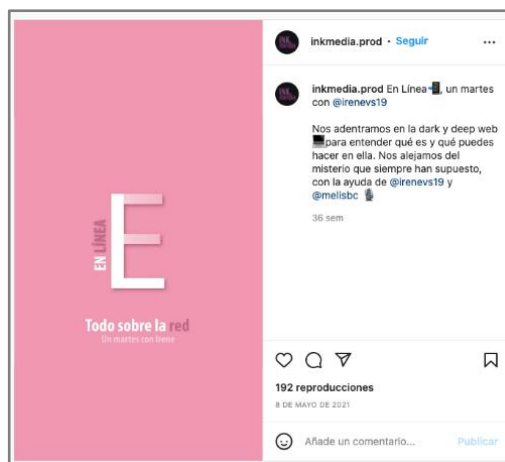 EN LÍNEA
E
Todo sobre la red
Un martes con Irene
inkmedia.prod • Seguir
inkmedia.prod En Línea📲, un martes
con @irenevs19
Nos adentramos en la dark y deep web
💻para entender qué es y qué puedes
hacer en ella. Nos alejamos del
misterio que siempre han supuesto,
con la ayuda de @irenevs19 y
@melisbc 🎙️
36 sem
192 reproducciones
8 DE MAYO DE 2021
Añade un comentario...
Publicar